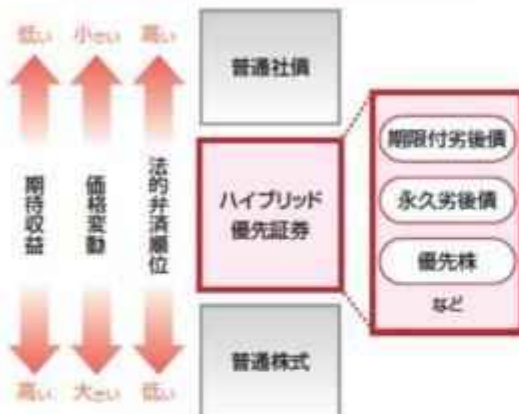 低い 小さい 高い
期待収益
価格変動
法的弁済順位
高い 大きい 低い
普通社債
ハイブリッド
優先証券
普通株式
期限付劣後債
永久劣後債
優先株
など